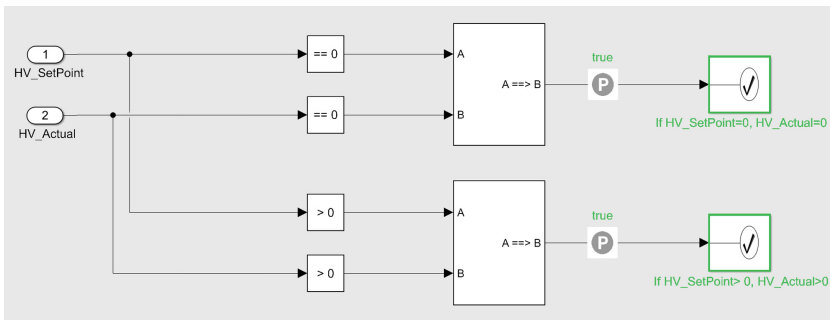 1
HV_SetPoint
== 0
A
A ==> B
true
P
If HV_SetPoint=0, HV_Actual=0
2
HV_Actual
== 0
B
> 0
A
A ==> B
true
P
If HV_SetPoint> 0, HV_Actual>0
> 0
B